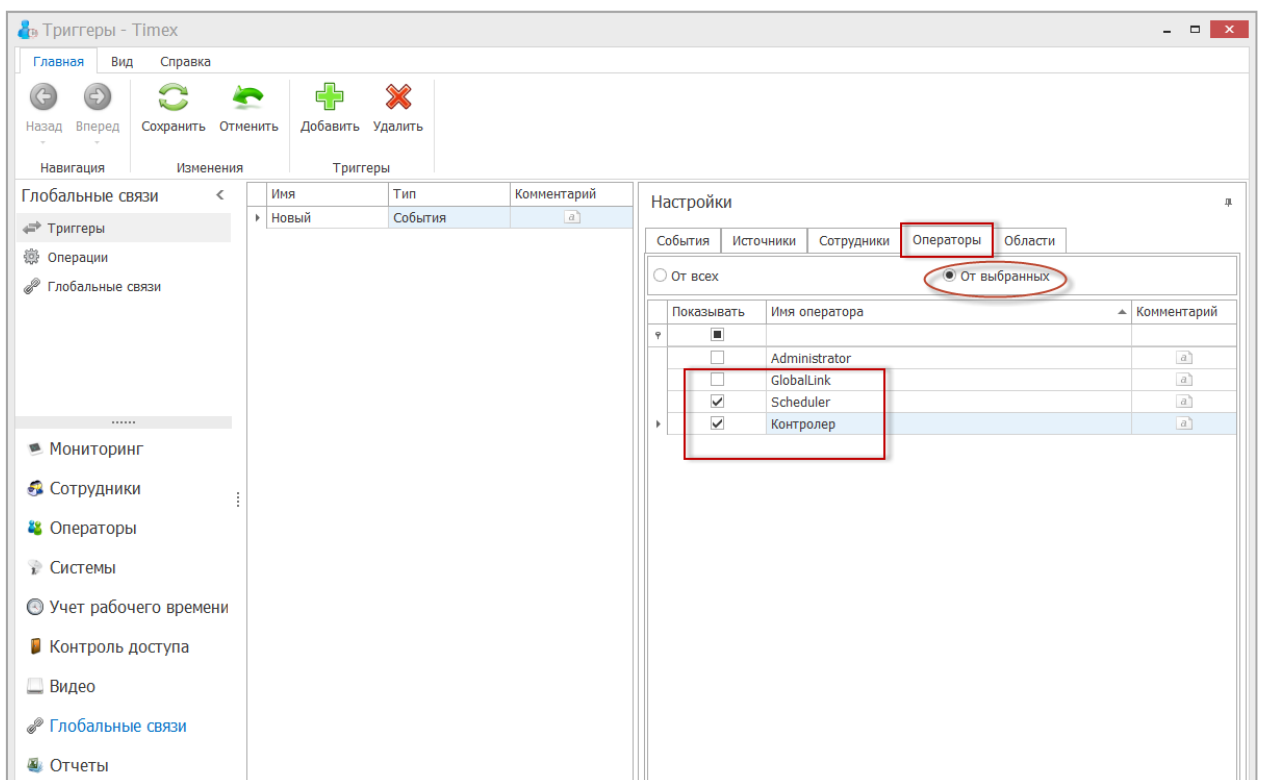 Триггеры - Timex
Главная Вид Справка
Назад Вперед Сохранить Отменить Добавить Удалить
Навигация Изменения Триггеры
Глобальные связи
Триггеры
Операции
Глобальные связи
Мониторинг
Сотрудники
Операторы
Системы
Учет рабочего времени
Контроль доступа
Видео
Глобальные связи
Отчеты
Имя Тип Комментарий
Новый События a
Настройки
События Источники Сотрудники Операторы Области
От всех От выбранных
Показывать Имя оператора Комментарий
Administrator a
GlobalLink a
Scheduler a
Контролер a